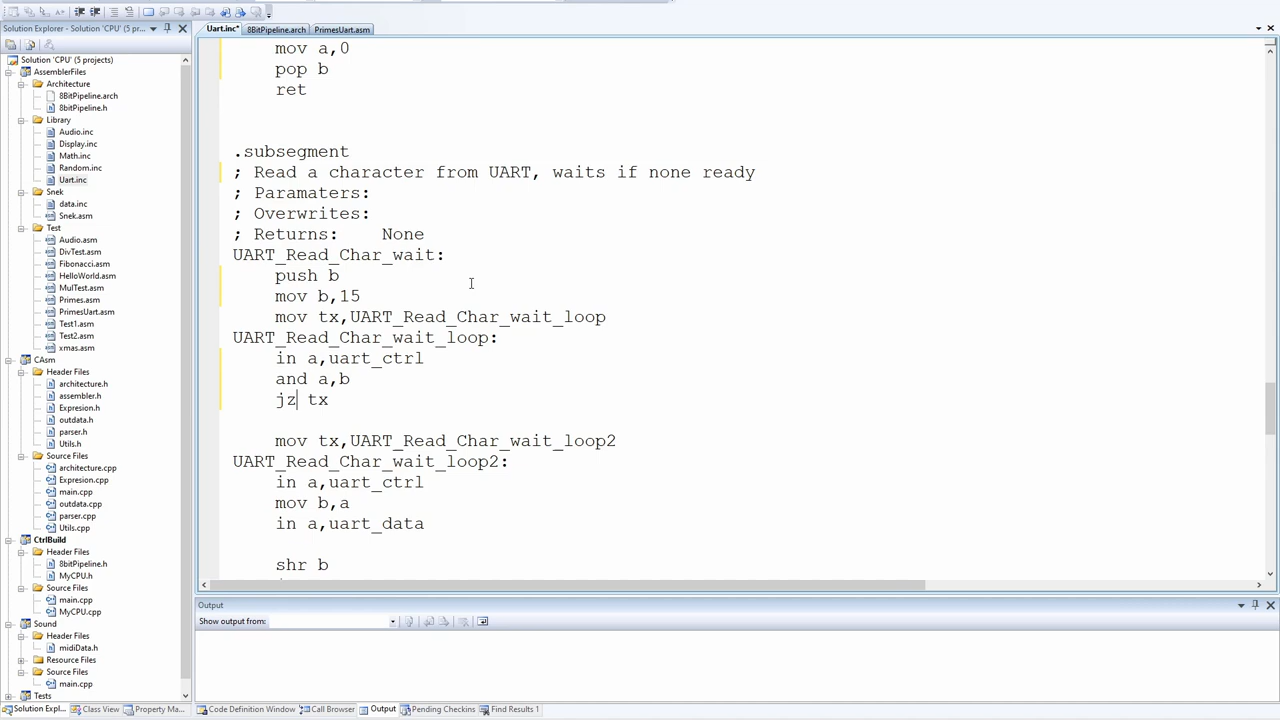 Solution Explorer - Solution 'CPU' (5 pr...
Solution 'CPU' (5 projects)
AssemblerFiles
Architecture
8BitPipeline.arch
8bitPipeline.h
Library
Audio.inc
Display.inc
Math.inc
Random.inc
Uart.inc
Snek
data.inc
Snek.asm
Test
Audio.asm
DivTest.asm
Fibonacci.asm
HelloWorld.asm
MulTest.asm
Primes.asm
PrimesUart.asm
Test1.asm
Test2.asm
xmas.asm
CAsm
Header Files
architecture.h
assembler.h
Expresion.h
outdata.h
parser.h
Utils.h
Source Files
architecture.cpp
Expresion.cpp
main.cpp
outdata.cpp
parser.cpp
Utils.cpp
CtrlBuild
Header Files
8bitPipeline.h
MyCPU.h
Source Files
main.cpp
MyCPU.cpp
Sound
Header Files
midiData.h
Resource Files
Source Files
main.cpp
Tests
Solution Expl... Class View Property Ma...
Uart.inc* 8BitPipeline.arch PrimesUart.asm
mov a,0
pop b
ret
.subsegment
; Read a character from UART, waits if none ready
; Paramaters:
; Overwrites:
; Returns: None
UART_Read_Char_wait:
push b
mov b,15
mov tx,UART_Read_Char_wait_loop
UART_Read_Char_wait_loop:
in a,uart_ctrl
and a,b
jz tx
mov tx,UART_Read_Char_wait_loop2
UART_Read_Char_wait_loop2:
in a,uart_ctrl
mov b,a
in a,uart_data
shr b
Output
Show output from:
Code Definition Window Call Browser Output Pending Checkins Find Results 1